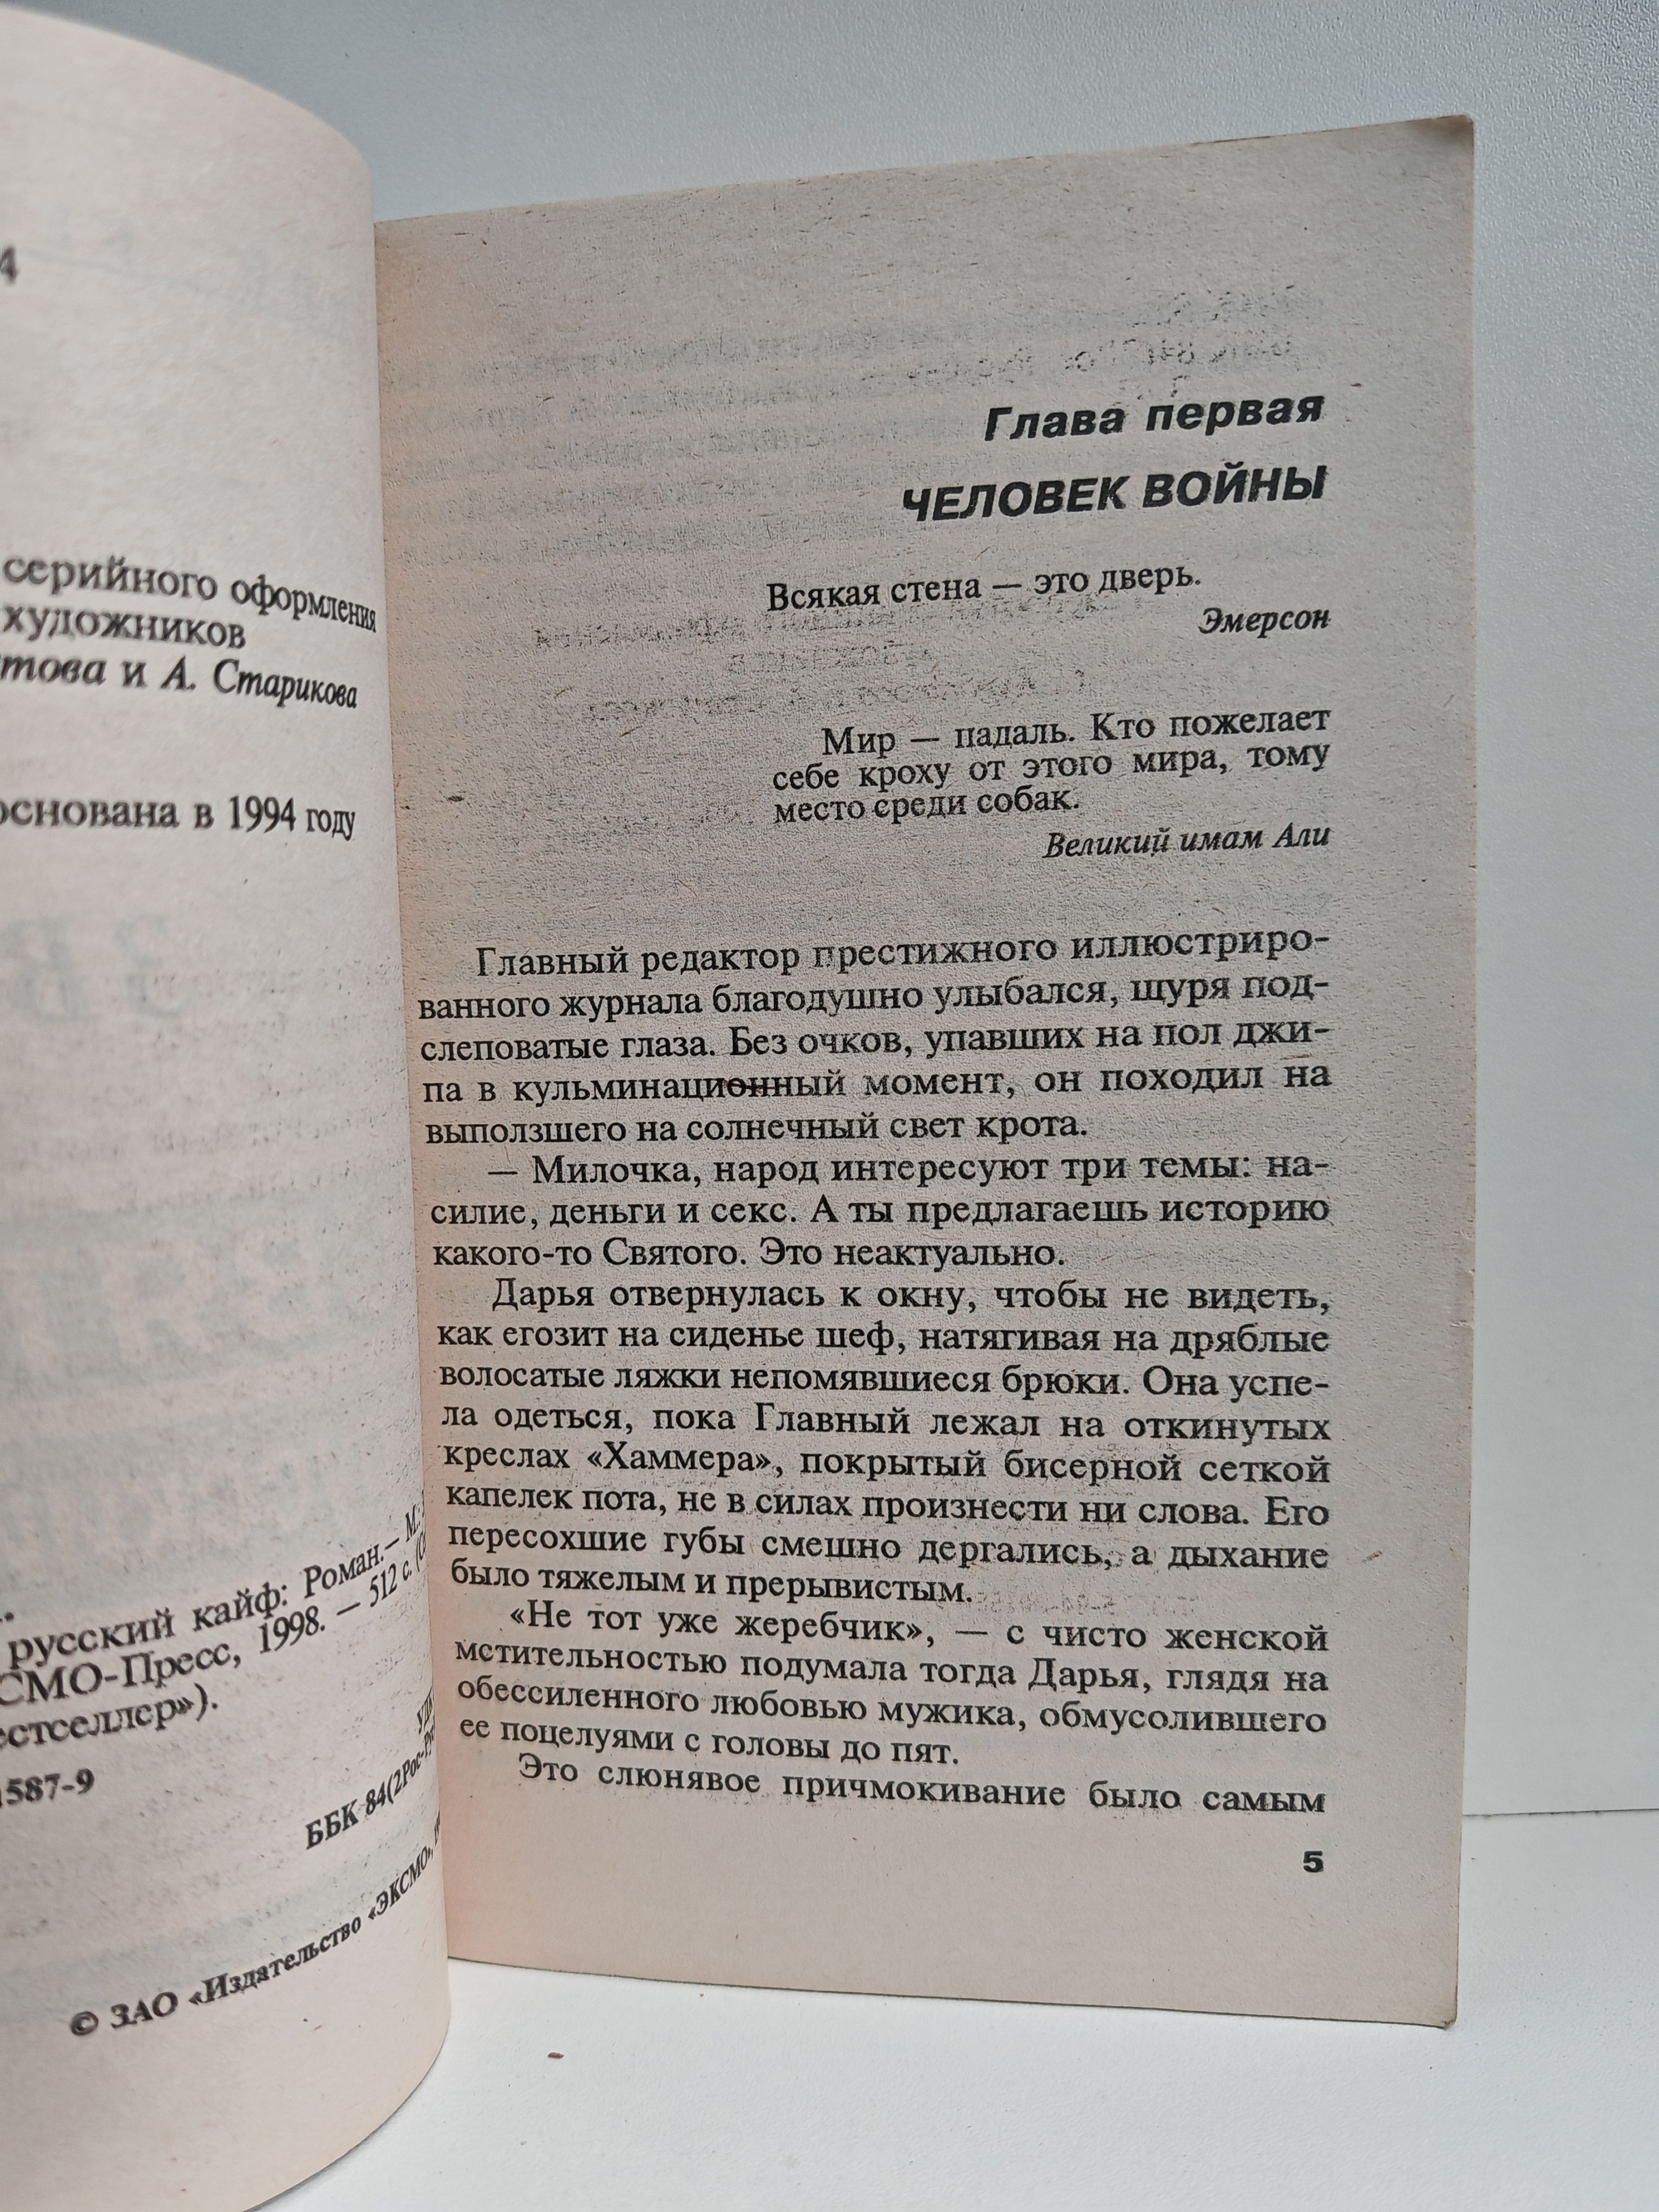 4
серийного оформления
художников
това и А. Старикова
основана в 1994 году
русский кайф: Роман.— М.:
СМО-Пресс, 1998. — 512 с.
естселлер»).
1587-9
ББК 84(2Рос-Рус
© ЗАО «Издательство «ЭКСМО»,
Глава первая
ЧЕЛОВЕК ВОЙНЫ
Всякая стена — это дверь.
Эмерсон
Мир — падаль. Кто пожелает
себе кроху от этого мира, тому
место среди собак.
Великий имам Али
Главный редактор престижного иллюстриро-
ванного журнала благодушно улыбался, щуря под-
слеповатые глаза. Без очков, упавших на пол джи-
па в кульминационный момент, он походил на
выползшего на солнечный свет крота.
— Милочка, народ интересуют три темы: на-
силие, деньги и секс. А ты предлагаешь историю
какого-то Святого. Это неактуально.
Дарья отвернулась к окну, чтобы не видеть,
как егозит на сиденье шеф, натягивая на дряблые
волосатые ляжки непомявшиеся брюки. Она успе-
ла одеться, пока Главный лежал на откинутых
креслах «Хаммера», покрытый бисерной сеткой
капелек пота, не в силах произнести ни слова. Его
пересохшие губы смешно дергались, а дыхание
было тяжелым и прерывистым.
«Не тот уже жеребчик», — с чисто женской
мстительностью подумала тогда Дарья, глядя на
обессиленного любовью мужика, обмусолившего
ее поцелуями с головы до пят.
Это слюнявое причмокивание было самым
5